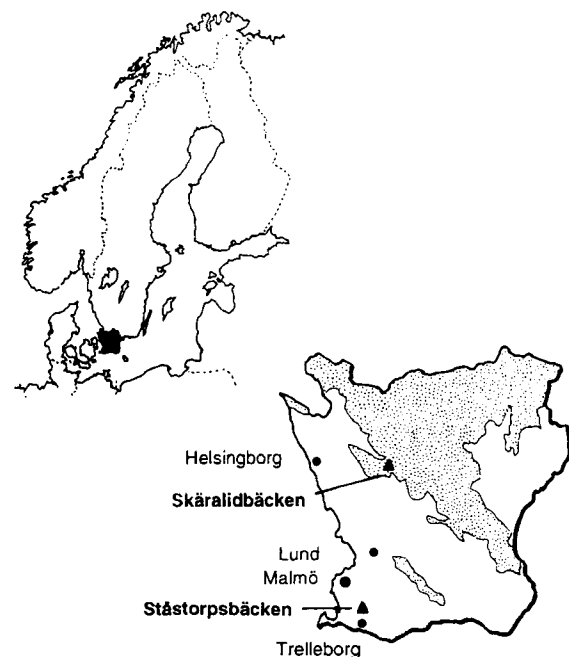 Helsingborg
Skäralidbäcken
Lund
Malmö
Ståstorpsbäcken
Trelleborg